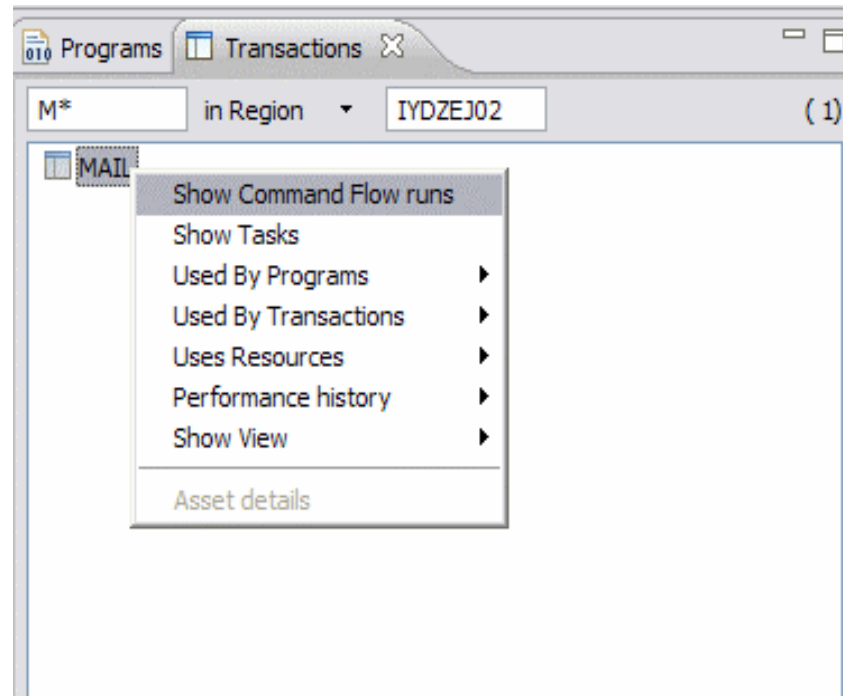 010 Programs Transactions
M* in Region IYDZEJ02 ( 1)
MAIL
Show Command Flow runs
Show Tasks
Used By Programs
Used By Transactions
Uses Resources
Performance history
Show View
Asset details